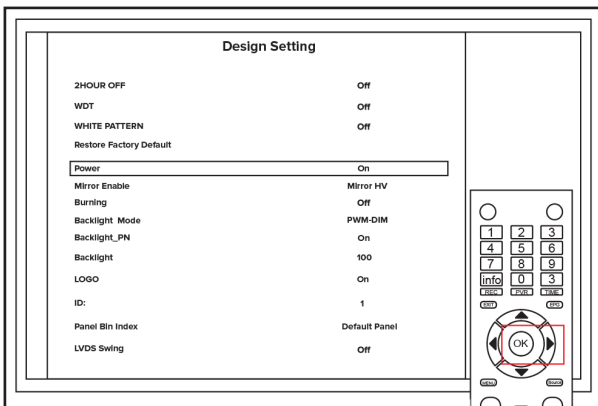 Design Setting
2HOUR OFF Off
WDT Off
WHITE PATTERN Off
Restore Factory Default
Power On
Mirror Enable Mirror HV
Burning Off
Backlight Mode PWM-DIM
Backlight_PN On
Backlight 100
LOGO On
ID: 1
Panel Bin Index Default Panel
LVDS Swing Off
1 2 3
4 5 6
7 8 9
info 0 3
REC PVR TIME
EXIT EPG
OK
MENU Source